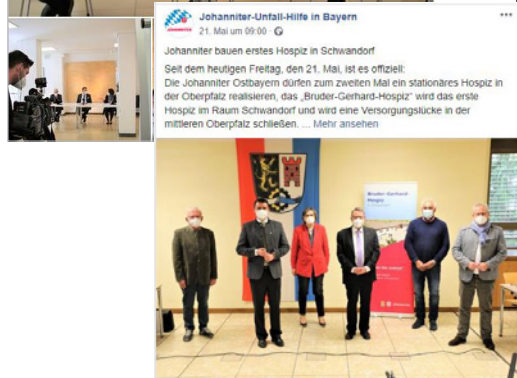 Johanniter-Unfall-Hilfe in Bayern
21. Mai um 09:00 ·
Johanniter bauen erstes Hospiz in Schwandorf
Seit dem heutigen Freitag, den 21. Mai, ist es offiziell:
Die Johanniter Ostbayern dürfen zum zweiten Mal ein stationäres Hospiz in
der Oberpfalz realisieren, das „Bruder-Gerhard-Hospiz“ wird das erste
Hospiz im Raum Schwandorf und wird eine Versorgungslücke in der
mittleren Oberpfalz schließen. ... Mehr ansehen
Bruder-Gerhard-
Hospiz